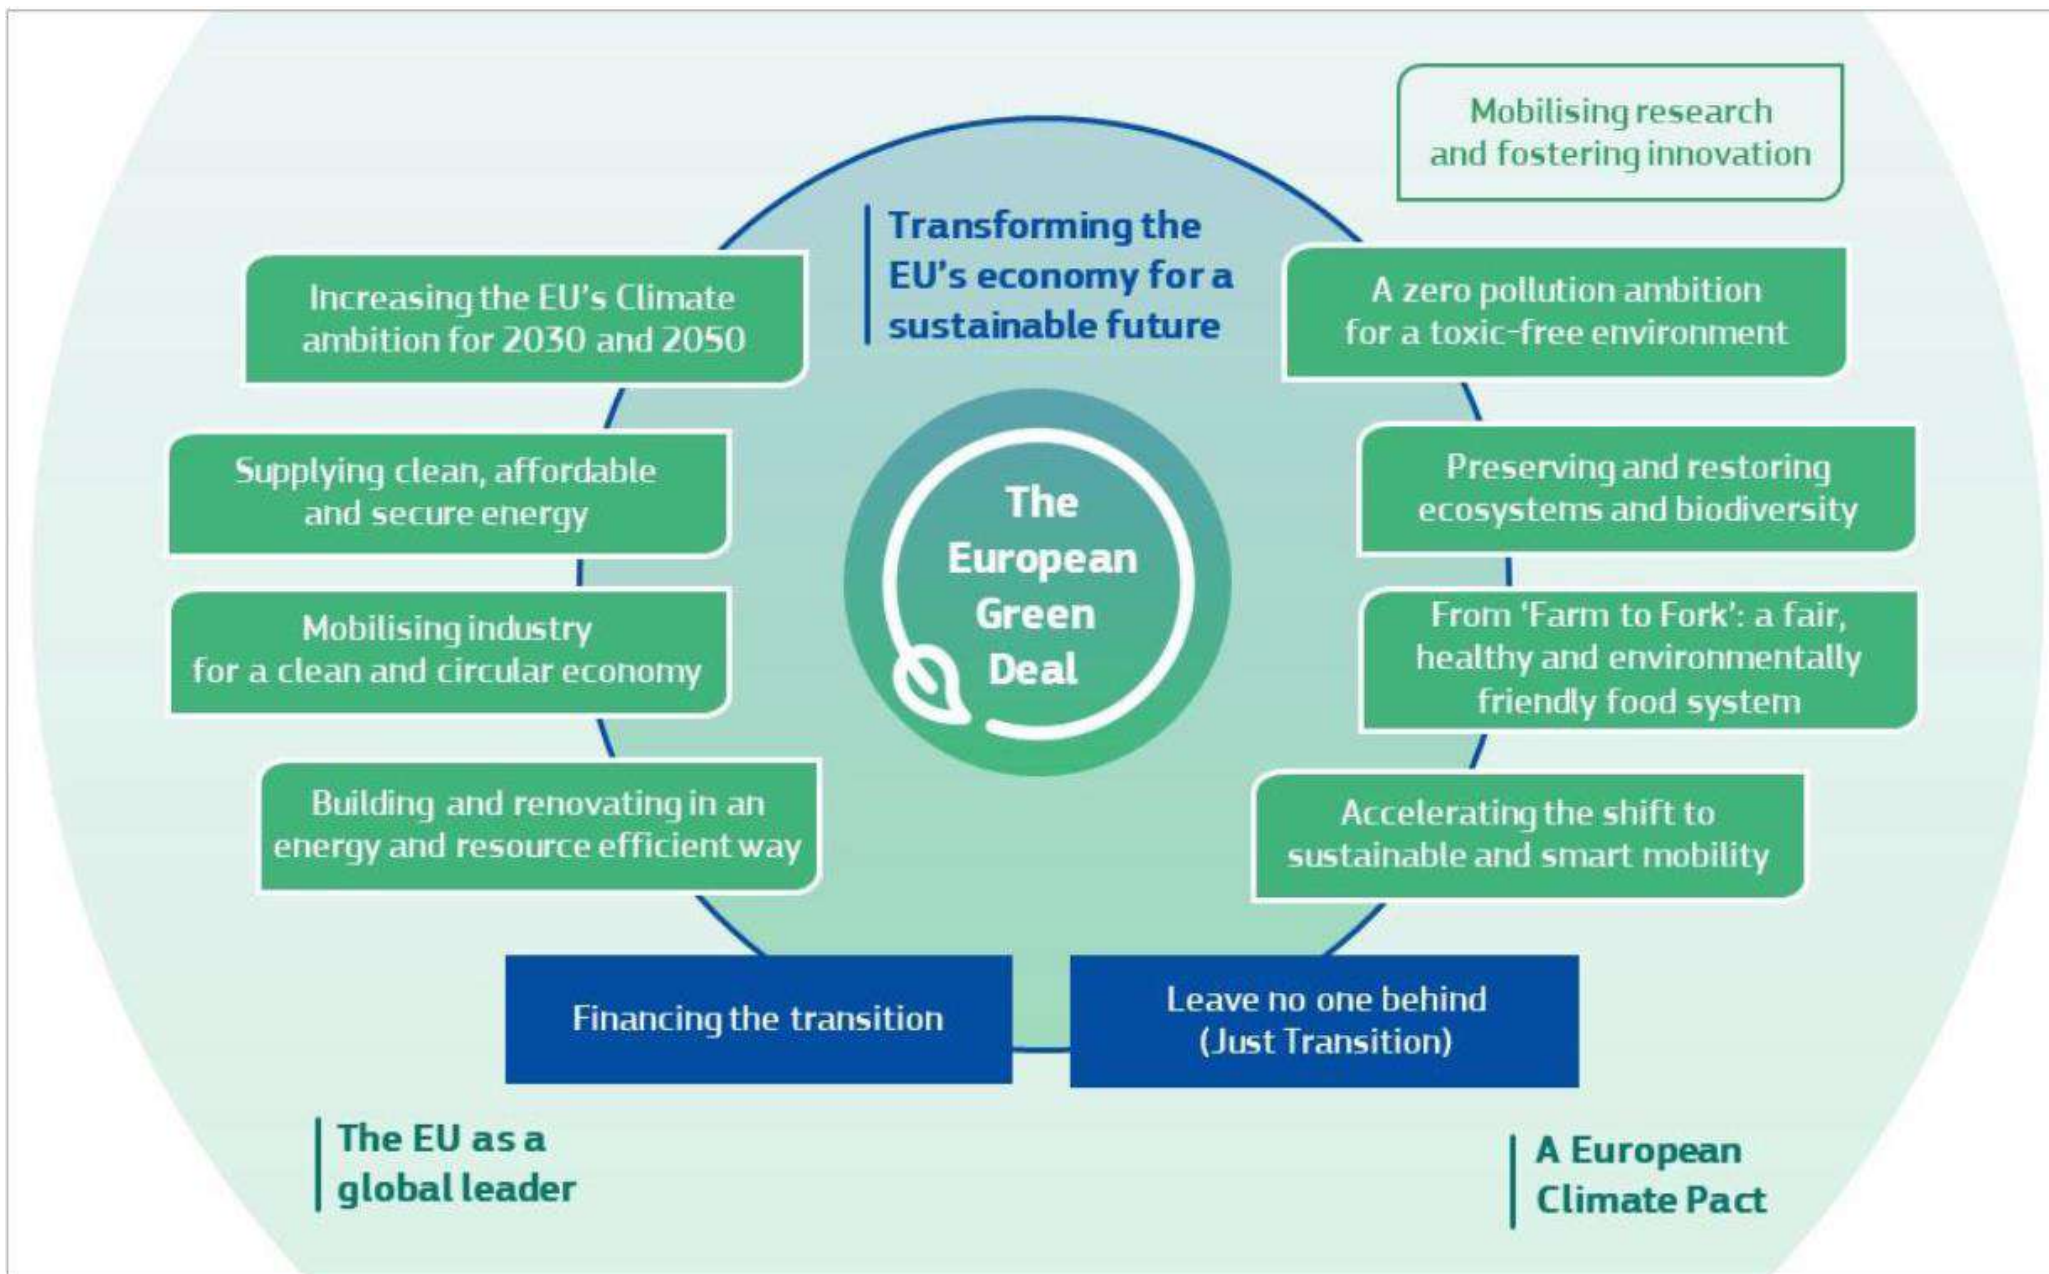 Mobilising research
and fostering innovation
Transforming the
EU's economy for a
sustainable future
Increasing the EU's Climate
ambition for 2030 and 2050
A zero pollution ambition
for a toxic-free environment
Supplying clean, affordable
and secure energy
Preserving and restoring
ecosystems and biodiversity
The
European
Green
Deal
Mobilising industry
for a clean and circular economy
From ‘Farm to Fork’: a fair,
healthy and environmentally
friendly food system
Building and renovating in an
energy and resource efficient way
Accelerating the shift to
sustainable and smart mobility
Financing the transition
Leave no one behind
(Just Transition)
The EU as a
global leader
A European
Climate Pact